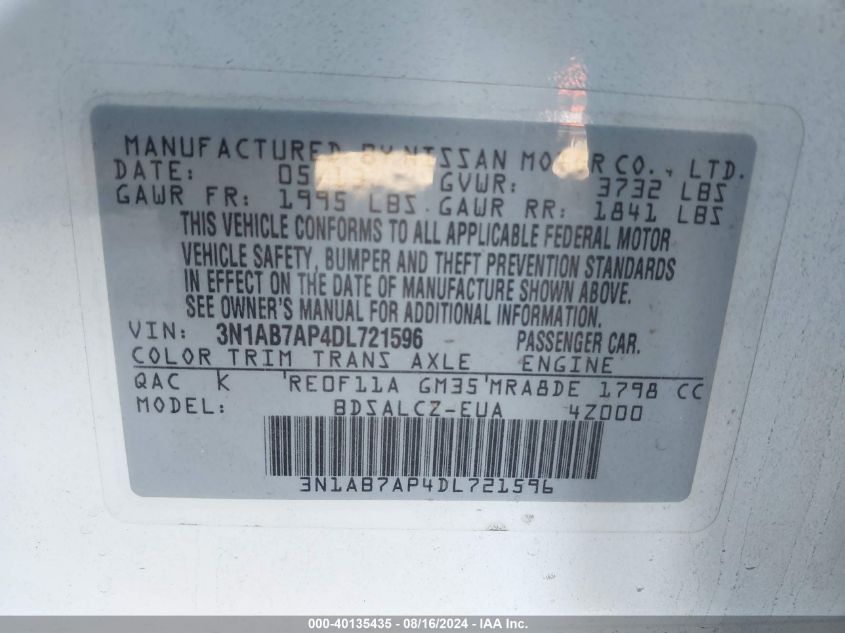 MANUFACTURED BY NISSAN MOTOR CO., LTD.
DATE: GVWR: 3732 LBS
GAWR FR: 1995 LBS. GAWR RR: 1841 LBS
THIS VEHICLE CONFORMS TO ALL APPLICABLE FEDERAL MOTOR
VEHICLE SAFETY, BUMPER AND THEFT PREVENTION STANDARDS
IN EFFECT ON THE DATE OF MANUFACTURE SHOWN ABOVE.
SEE OWNER'S MANUAL FOR ADDITIONAL INFORMATION.
VIN: 3N1AB7AP4DL721596 PASSENGER CAR.
COLOR TRIM TRANS AXLE ENGINE
QAC K RE0F11A GM35 MRA8DE 1798 CC
MODEL: BDSALCZ-EUA 4Z000
3N1AB7AP4DL721596
000-40135435 - 08/16/2024 - IAA Inc.